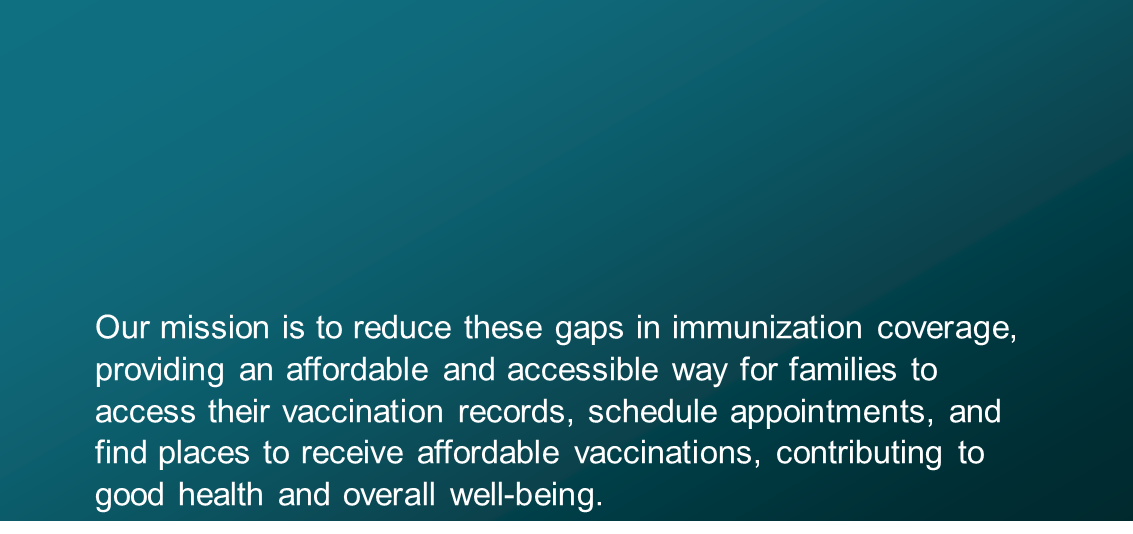 Our mission is to reduce these gaps in immunization coverage,
providing an affordable and accessible way for families to
access their vaccination records, schedule appointments, and
find places to receive affordable vaccinations, contributing to
good health and overall well-being.